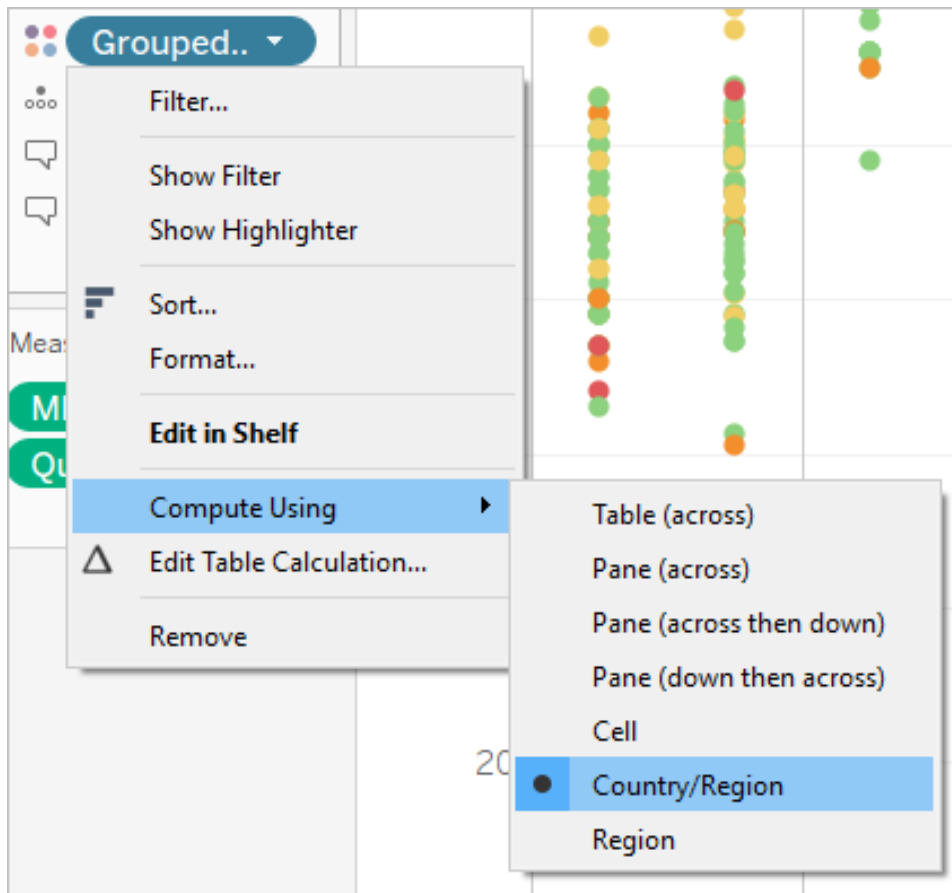 Grouped..
Filter...
Show Filter
Show Highlighter
Sort...
Format...
Edit in Shelf
Compute Using
Edit Table Calculation...
Remove
Table (across)
Pane (across)
Pane (across then down)
Pane (down then across)
Cell
Country/Region
Region
20